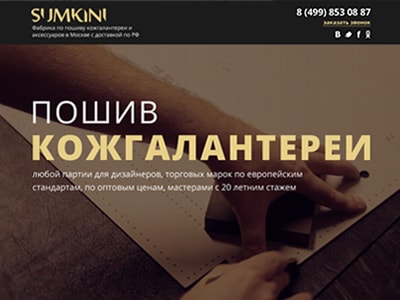 SUMKINI
Фабрика по пошиву кожгалантереи и
аксессуаров в Москве с доставкой по РФ
8 (499) 853 08 87
заказать звонок
ПОШИВ
КОЖГАЛАНТЕРЕИ
любой партии для дизайнеров, торговых марок по европейским
стандартам, по оптовым ценам, мастерами с 20 летним стажем